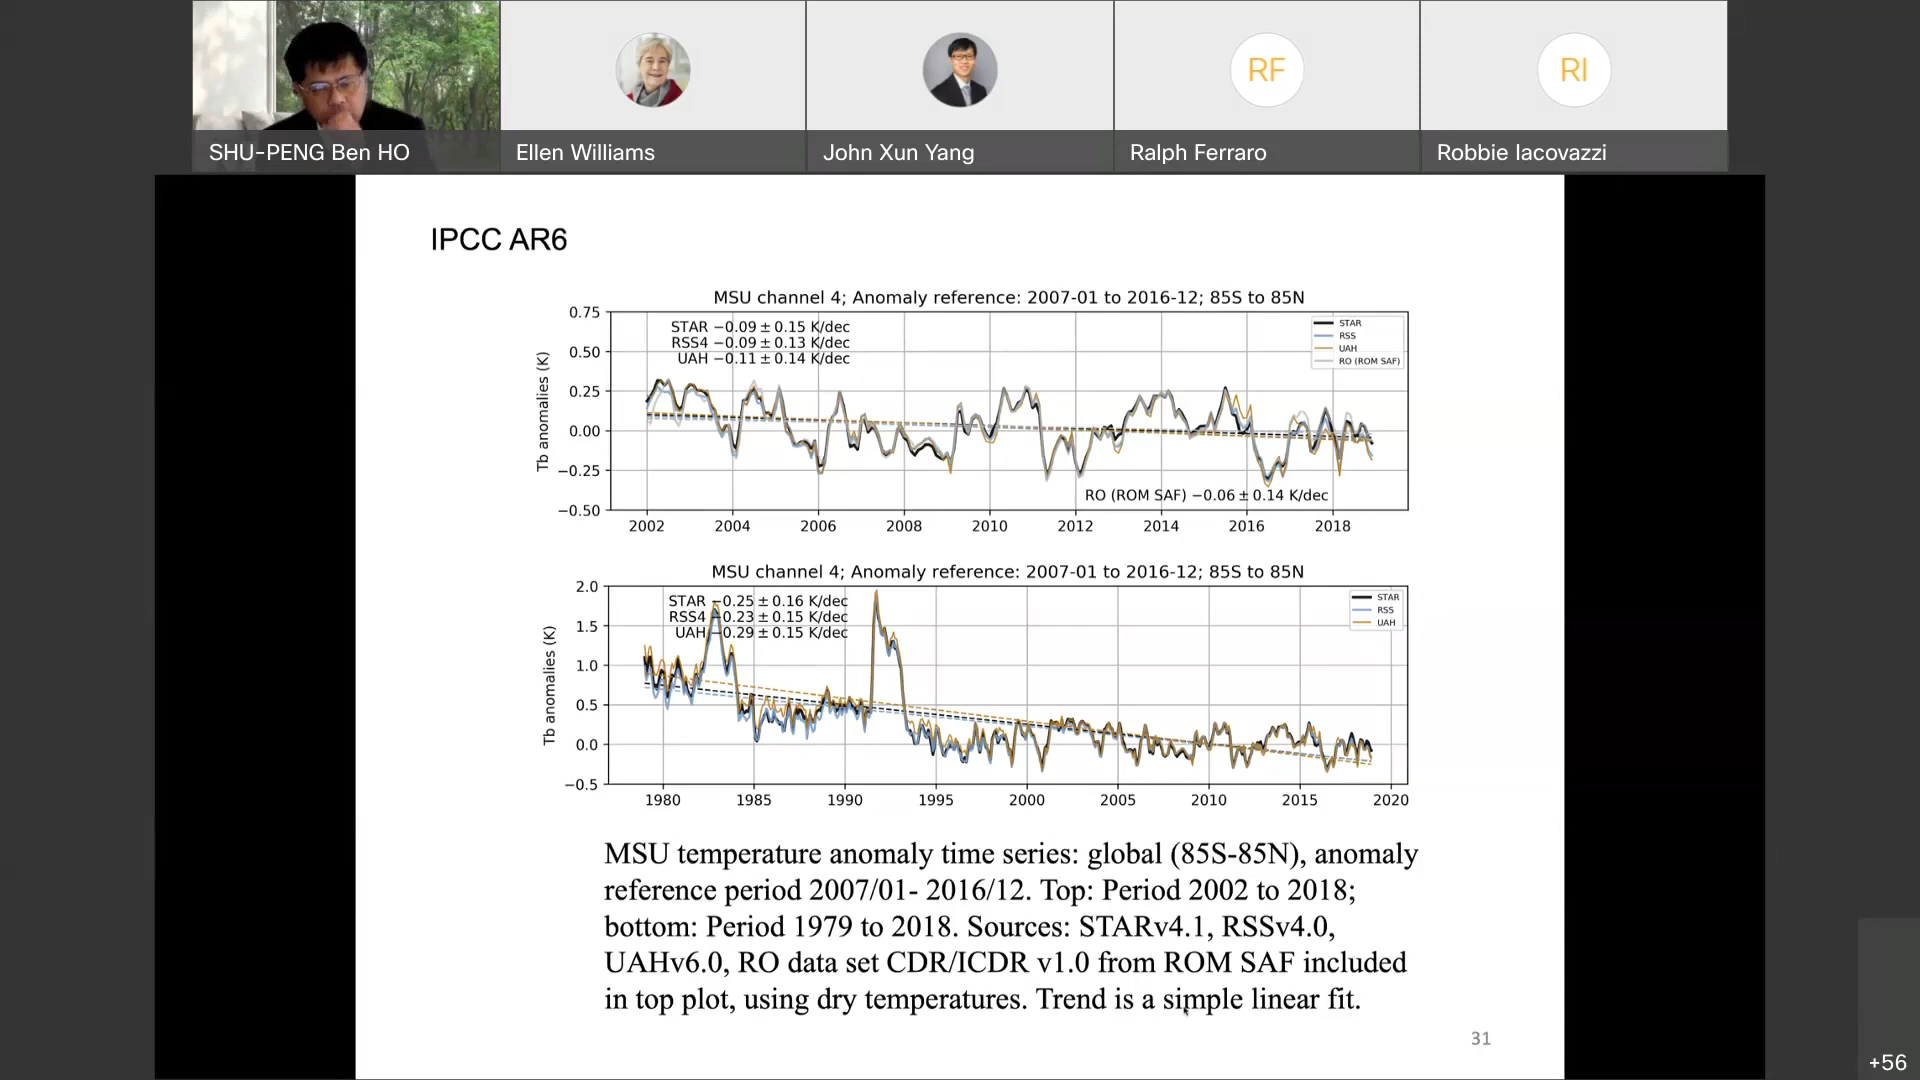 SHU-PENG Ben HO
Ellen Williams
John Xun Yang
RF
Ralph Ferraro
RI
Robbie Iacovazzi
IPCC AR6
MSU channel 4; Anomaly reference: 2007-01 to 2016-12; 85S to 85N
STAR −0.09 ± 0.15 K/dec
RSS4 −0.09 ± 0.13 K/dec
UAH −0.11 ± 0.14 K/dec
STAR
RSS
UAH
RO (ROM SAF)
Tb anomalies (K)
0.75
0.50
0.25
0.00
−0.25
−0.50
RO (ROM SAF) −0.06 ± 0.14 K/dec
2002 2004 2006 2008 2010 2012 2014 2016 2018
MSU channel 4; Anomaly reference: 2007-01 to 2016-12; 85S to 85N
STAR −0.25 ± 0.16 K/dec
RSS4 −0.23 ± 0.15 K/dec
UAH −0.29 ± 0.15 K/dec
STAR
RSS
UAH
Tb anomalies (K)
2.0
1.5
1.0
0.5
0.0
−0.5
1980 1985 1990 1995 2000 2005 2010 2015 2020
MSU temperature anomaly time series: global (85S-85N), anomaly
reference period 2007/01- 2016/12. Top: Period 2002 to 2018;
bottom: Period 1979 to 2018. Sources: STARv4.1, RSSv4.0,
UAHv6.0, RO data set CDR/ICDR v1.0 from ROM SAF included
in top plot, using dry temperatures. Trend is a simple linear fit.
31
+56